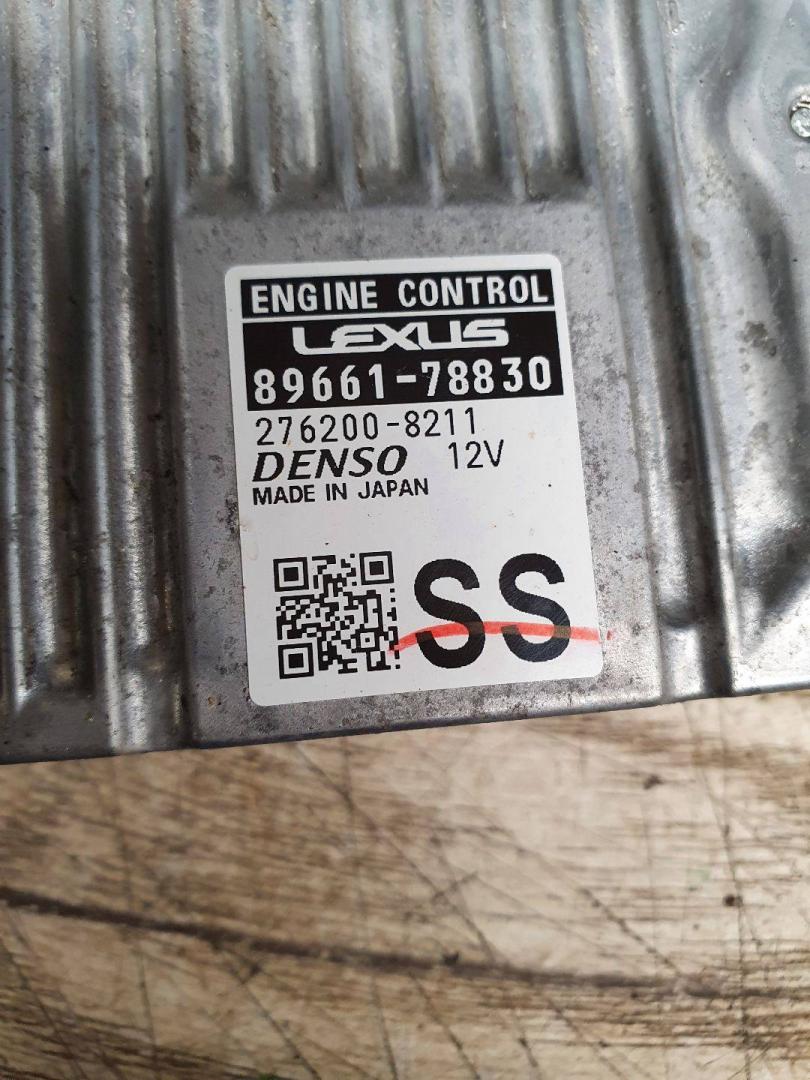 ENGINE CONTROL
LEXUS
89661-78830
276200-8211
DENSO 12V
MADE IN JAPAN
SS